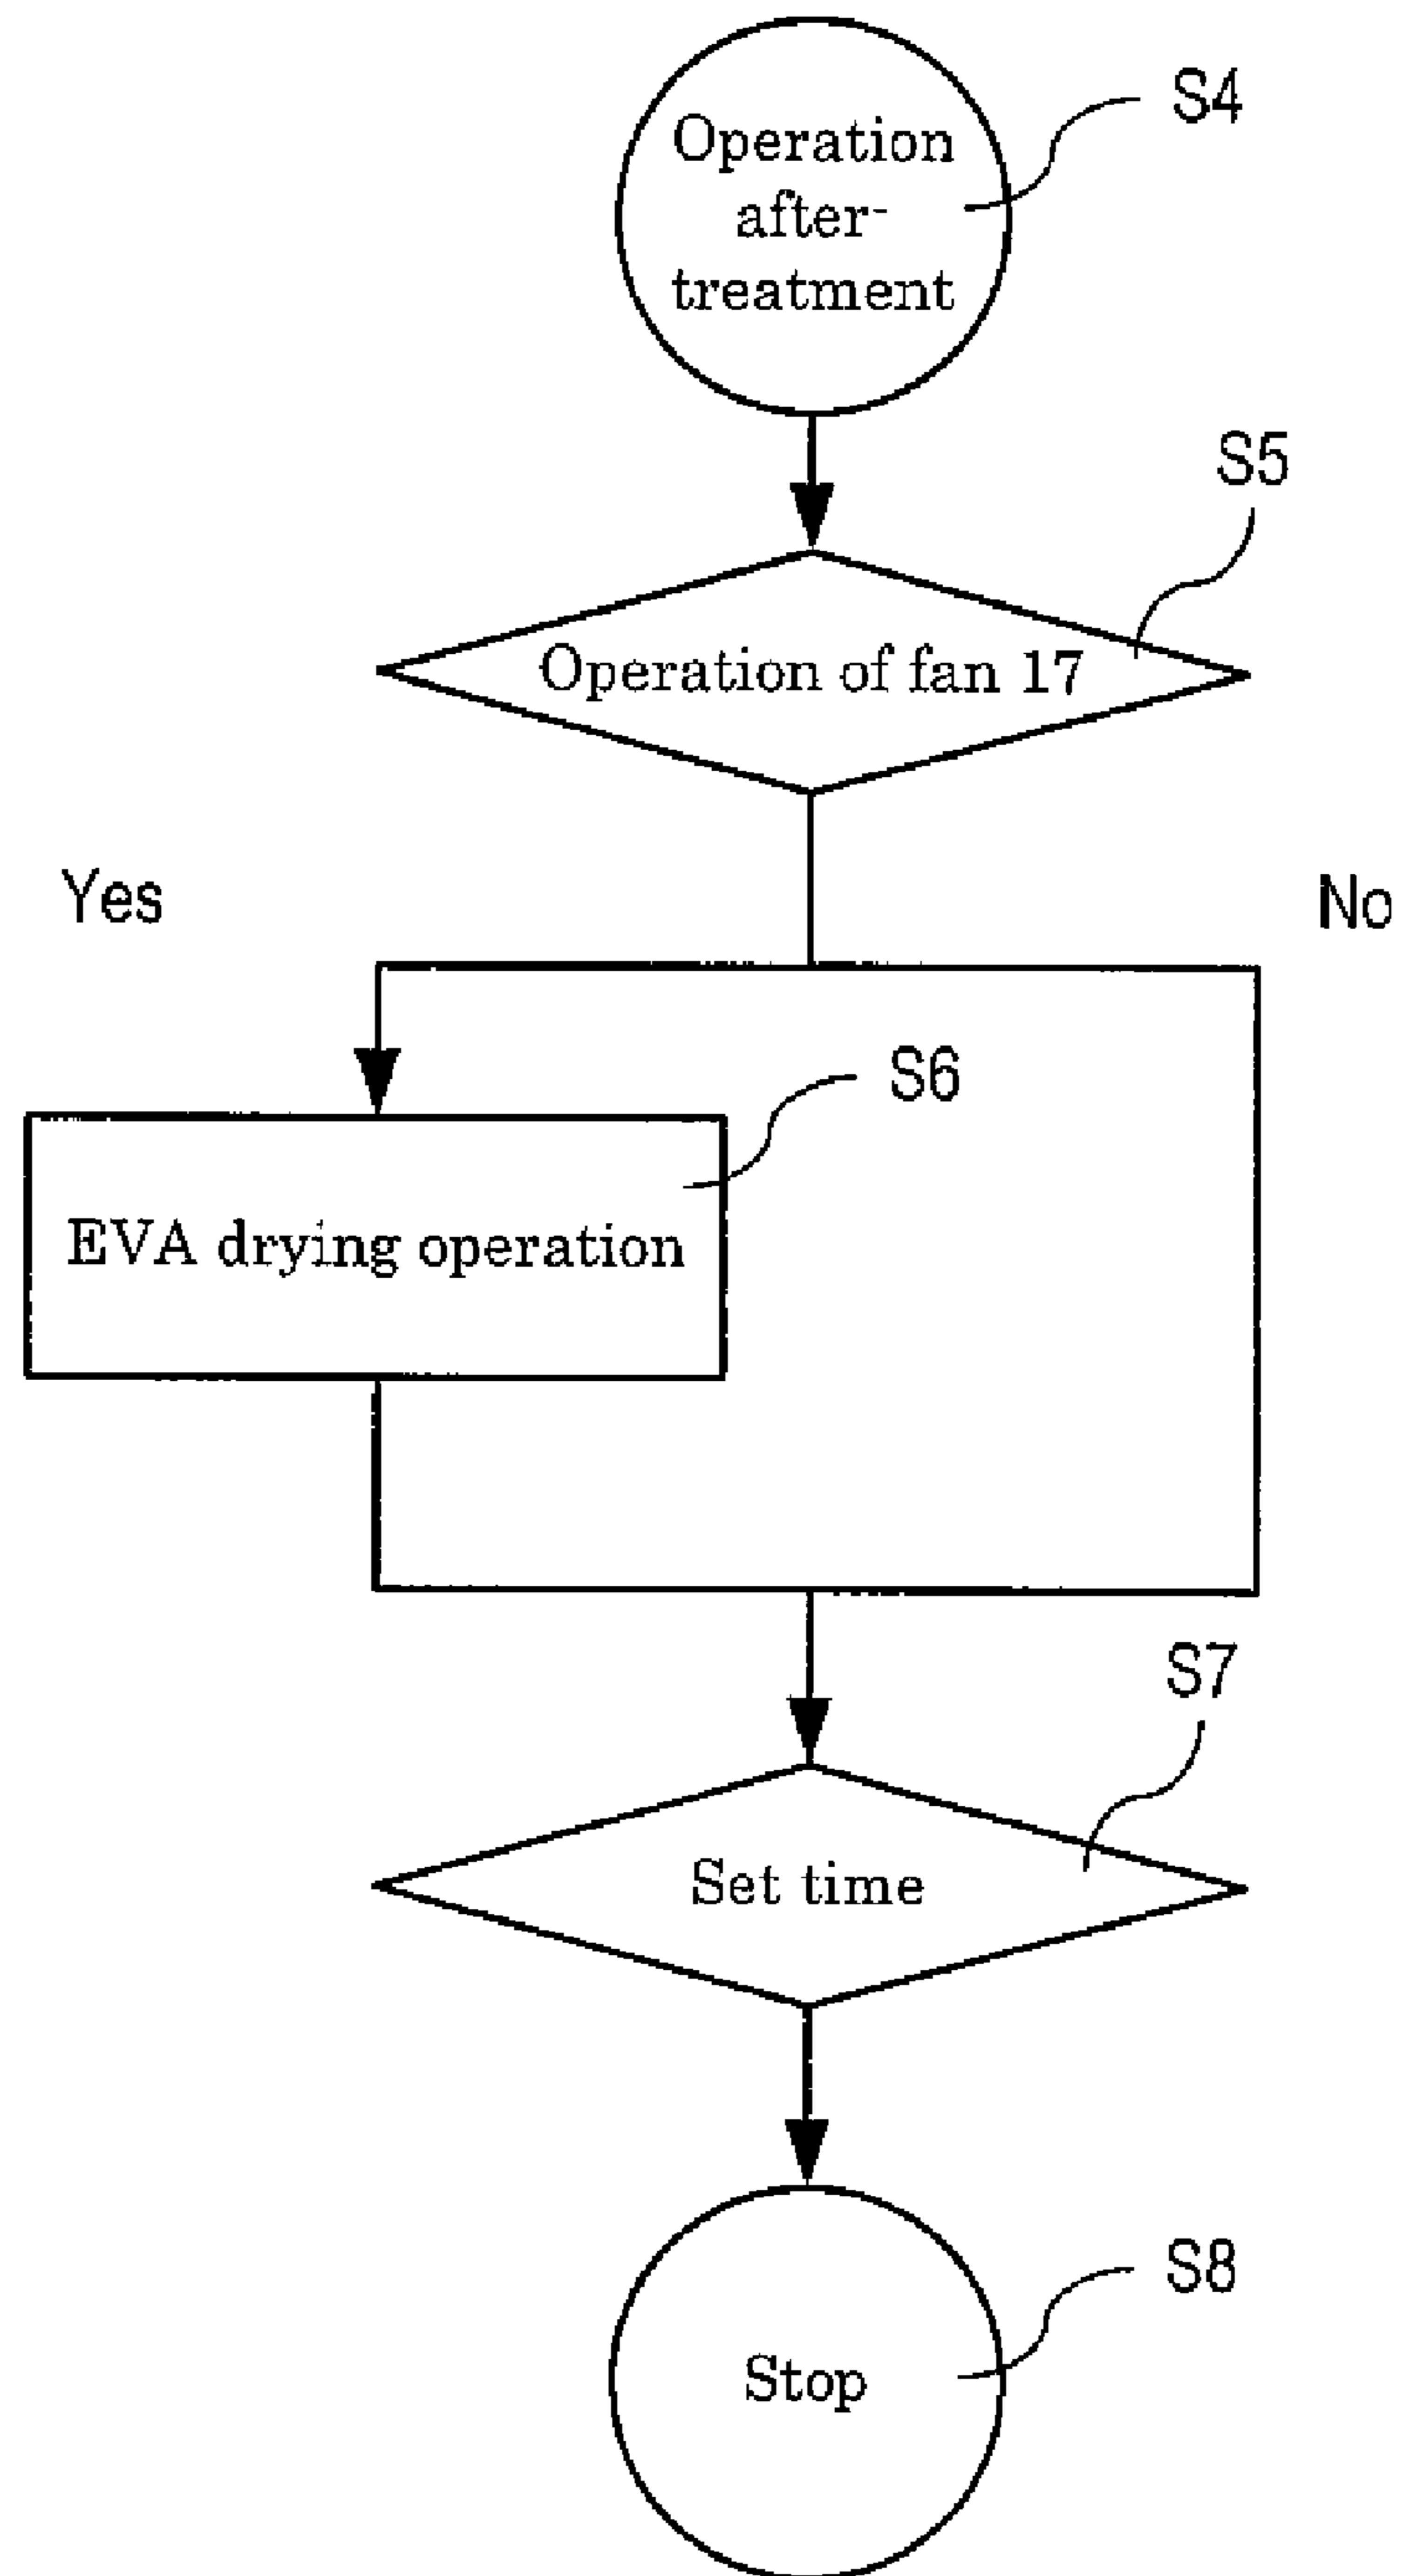 S4
Operation
after-
treatment
S5
Operation of fan 17
Yes
No
S6
EVA drying operation
S7
Set time
S8
Stop